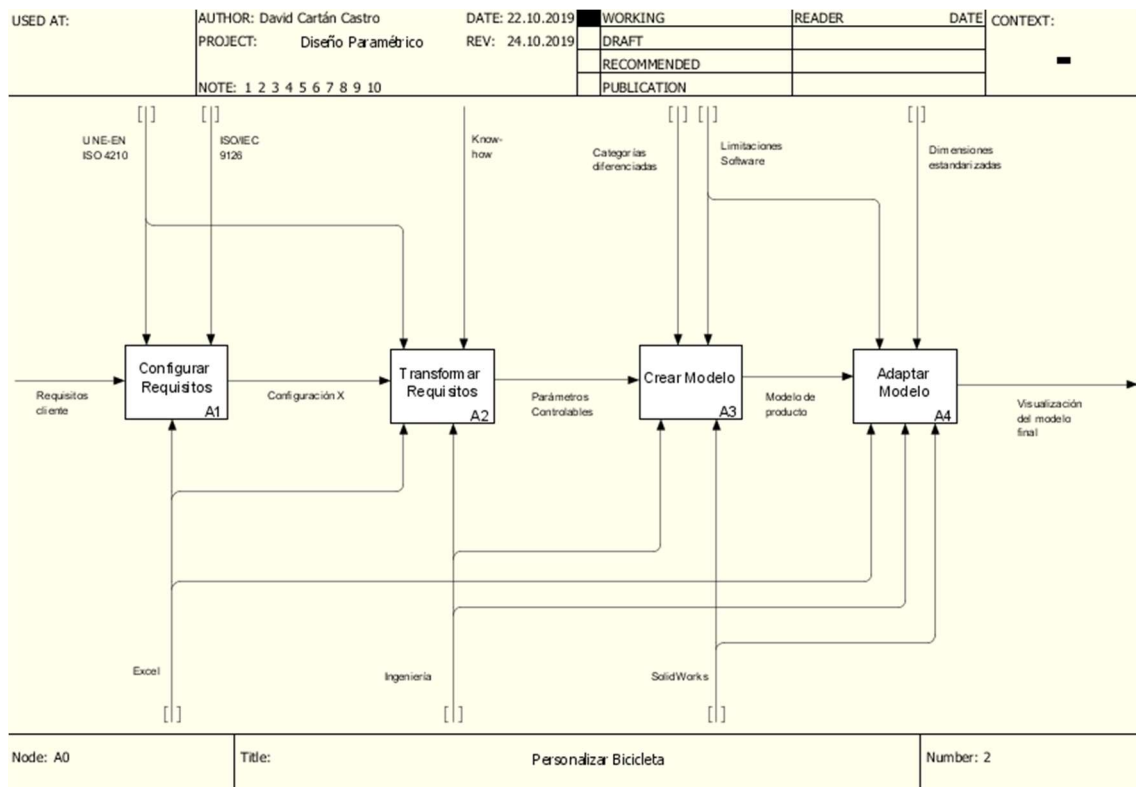 USED AT:
AUTHOR: David Cartán Castro
DATE: 22.10.2019
WORKING
READER
DATE
CONTEXT:
PROJECT: Diseño Paramétrico
REV: 24.10.2019
DRAFT
RECOMMENDED
NOTE: 1 2 3 4 5 6 7 8 9 10
PUBLICATION
UNE-EN
ISO 4210
ISO/IEC
9126
Know-
how
Categorías
diferenciadas
Limitaciones
Software
Dimensiones
estandarizadas
Requisitos
cliente
Configurar
Requisitos
A1
Configuración X
Transformar
Requisitos
A2
Parámetros
Controlables
Crear Modelo
A3
Modelo de
producto
Adaptar
Modelo
A4
Visualización
del modelo
final
Excel
Ingeniería
SolidWorks
Node: A0
Title:
Personalizar Bicicleta
Number: 2